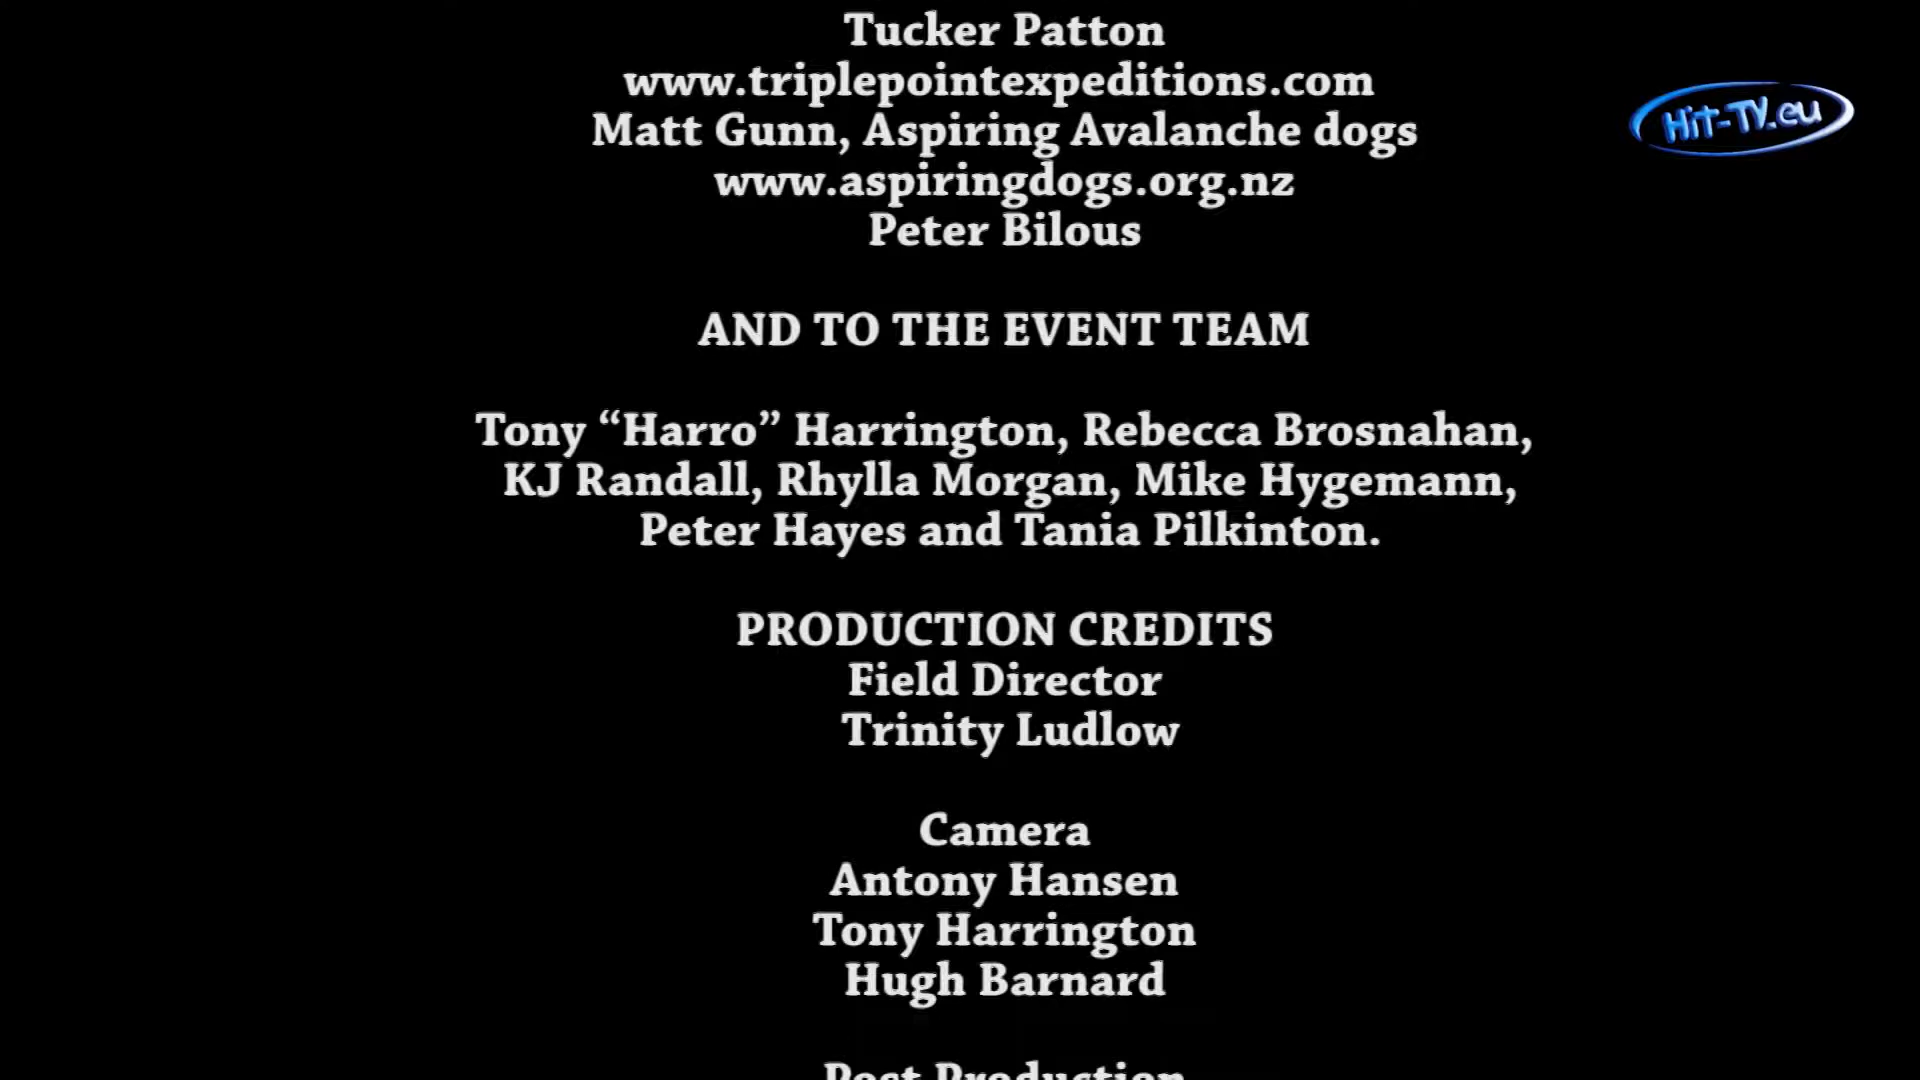 Tucker Patton
www.triplepointexpeditions.com
Hit-TV.eu
Matt Gunn, Aspiring Avalanche dogs
www.aspiringdogs.org.nz
Peter Bilous
AND TO THE EVENT TEAM
Tony “Harro” Harrington, Rebecca Brosnahan,
KJ Randall, Rhylla Morgan, Mike Hygemann,
Peter Hayes and Tania Pilkinton.
PRODUCTION CREDITS
Field Director
Trinity Ludlow
Camera
Antony Hansen
Tony Harrington
Hugh Barnard
Post Production